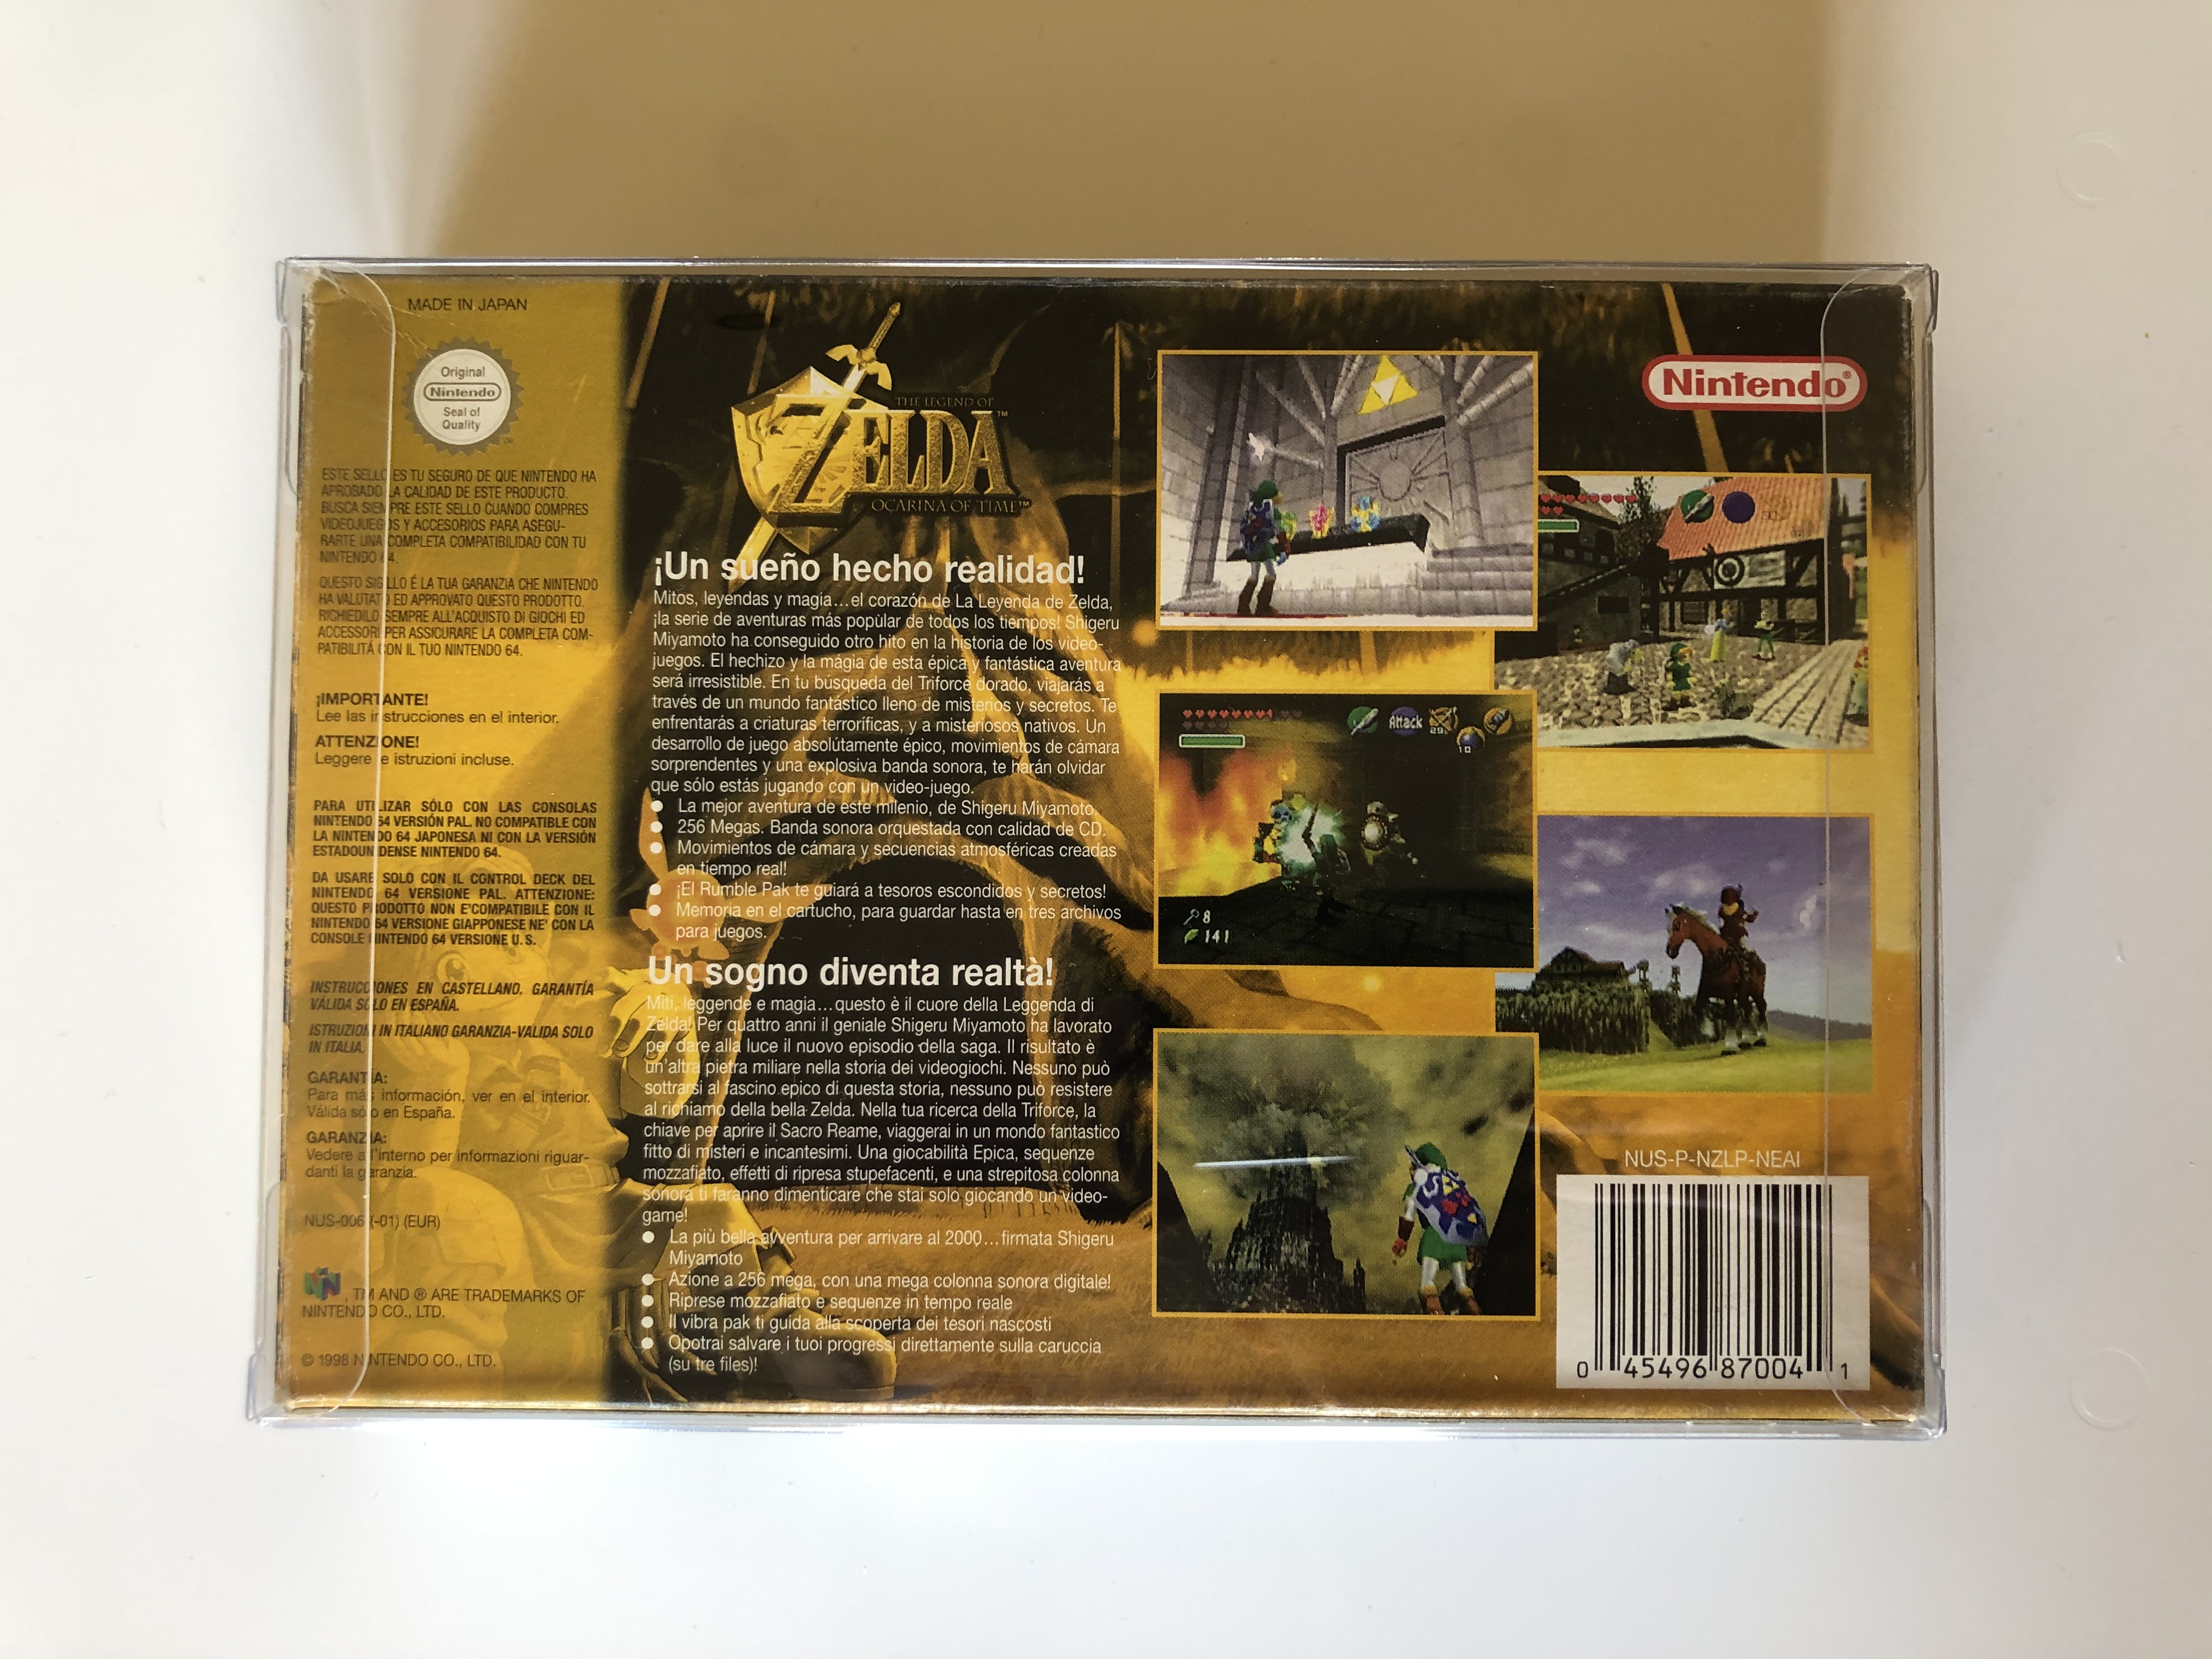 MADE IN JAPAN
Original
Nintendo
Seal of
Quality
ESTE SELLO ES TU SEGURO DE QUE NINTENDO HA
APROBADO LA CALIDAD DE ESTE PRODUCTO.
BUSCA SIEMPRE ESTE SELLO CUANDO COMPRES
VIDEOJUEGOS Y ACCESORIOS PARA ASEGU-
RARTE UNA COMPLETA COMPATIBILIDAD CON TU
NINTENDO 64.
QUESTO SIGILLO É LA TUA GARANZIA CHE NINTENDO
HA VALUTATO ED APPROVATO QUESTO PRODOTTO.
RICHIEDILO SEMPRE ALL'ACQUISTO DI GIOCHI ED
ACCESSORI PER ASSICURARE LA COMPLETA COM-
PATIBILITÁ CON IL TUO NINTENDO 64.
¡IMPORTANTE!
Lee las instrucciones en el interior.
ATTENZIONE!
Leggere le istruzioni incluse.
PARA UTILIZAR SÓLO CON LAS CONSOLAS
NINTENDO 64 VERSIÓN PAL. NO COMPATIBLE CON
LA NINTENDO 64 JAPONESA NI CON LA VERSIÓN
ESTADOUNIDENSE NINTENDO 64.
DA USARE SOLO CON IL CONTROL DECK DEL
NINTENDO 64 VERSIONE PAL. ATTENZIONE:
QUESTO PRODOTTO NON E'COMPATIBILE CON IL
NINTENDO 64 VERSIONE GIAPPONESE NE' CON LA
CONSOLE NINTENDO 64 VERSIONE U.S.
INSTRUCCIONES EN CASTELLANO. GARANTÍA
VÁLIDA SÓLO EN ESPAÑA.
ISTRUZIONI IN ITALIANO GARANZIA-VALIDA SOLO
IN ITALIA.
GARANTIA:
Para más información, ver en el interior.
Válida sólo en España.
GARANZIA:
Vedere all'interno per informazioni riguar-
danti la garanzia.
NUS-006 (-01) (EUR)
, TM AND ® ARE TRADEMARKS OF
NINTENDO CO., LTD.
© 1998 NINTENDO CO., LTD.
THE LEGEND OF
ZELDA™
OCARINA OF TIME™
¡Un sueño hecho realidad!
Mitos, leyendas y magia...el corazón de La Leyenda de Zelda,
¡la serie de aventuras más popùlar de todos los tiempos! Shigeru
Miyamoto ha conseguido otro hito en la historia de los video-
juegos. El hechizo y la mágia de esta épica y fantástica aventura
será irresistible. En tu búsqueda del Triforce dorado, viajarás a
través de un mundo fantástico lleno de misterios y secretos. Te
enfrentarás a criaturas terroríficas, y a misteriosos nativos. Un
desarrollo de juego absolútamente épico, movimientos de cámara
sorprendentes y una explosiva banda sonora, te harán olvidar
que sólo estás jugando con un video-juego.
● La mejor aventura de este milenio, de Shigeru Miyamoto.
● 256 Megas. Banda sonora orquestada con calidad de CD.
● Movimientos de cámara y secuencias atmosféricas creadas
en tiempo real!
● ¡El Rumble Pak te guiará a tesoros escondidos y secretos!
● Memoria en el cartucho, para guardar hasta en tres archivos
para juegos.
Un sogno diventa realtà!
Miti, leggende e magia...questo è il cuore della Leggenda di
Zelda! Per quattro anni il geniale Shigeru Miyamoto ha lavorato
per dare alla luce il nuovo episodio della saga. Il risultato è
un'altra pietra miliare nella storia dei videogiochi. Nessuno può
sottrarsi al fascino epico di questa storia, nessuno può resistere
al richiamo della bella Zelda. Nella tua ricerca della Triforce, la
chiave per aprire il Sacro Reame, viaggerai in un mondo fantastico
fitto di misteri e incantesimi. Una giocabilità Epica, sequenze
mozzafiato, effetti di ripresa stupefacenti, e una strepitosa colonna
sonora ti faranno dimenticare che stai solo giocando un video-
game!
● La più bella avventura per arrivare al 2000...firmata Shigeru
Miyamoto
● Azione a 256 mega, con una mega colonna sonora digitale!
● Riprese mozzafiato e sequenze in tempo reale
● Il vibra pak ti guida alla scoperta dei tesori nascosti
● Opotrai salvare i tuoi progressi direttamente sulla caruccia
(su tre files)!
Nintendo®
Attack
29
10
8
141
NUS-P-NZLP-NEAI
0 45496 87004 1